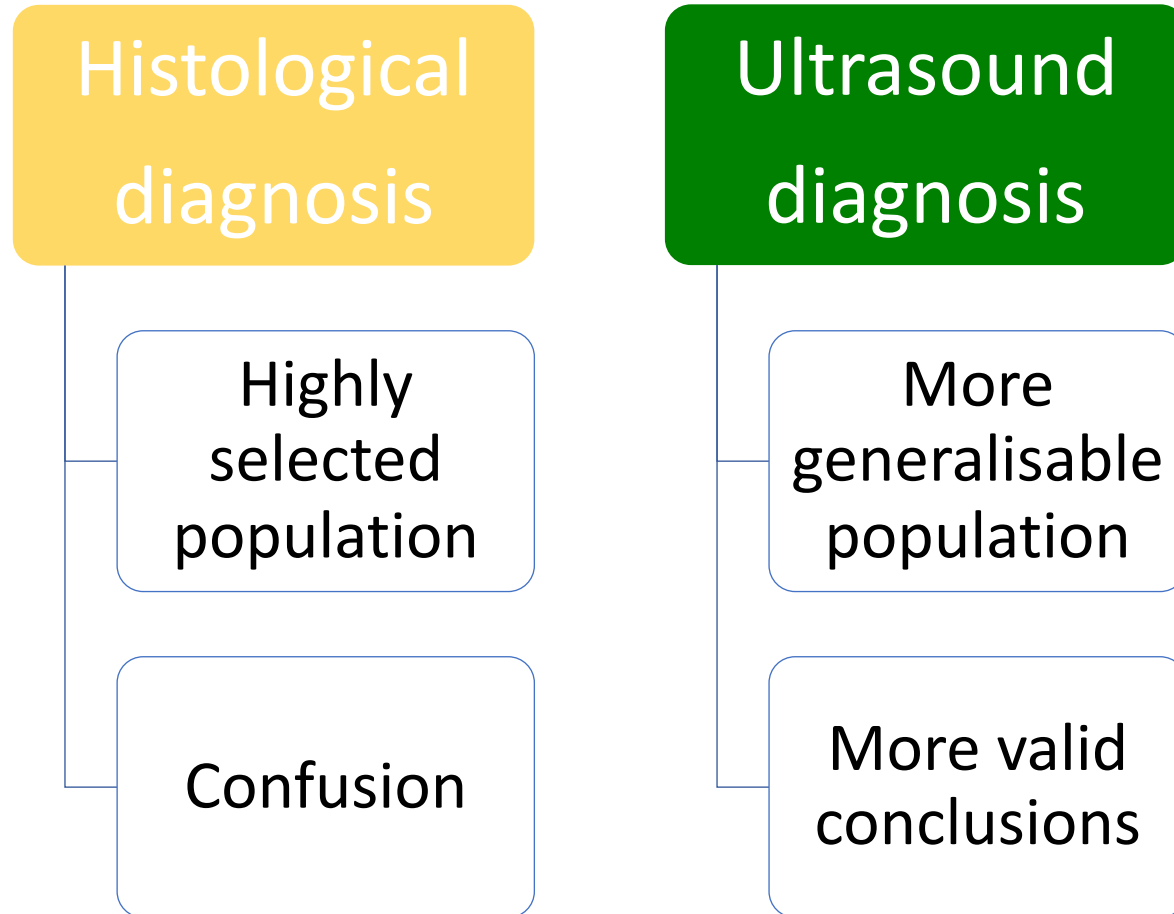 Histological
diagnosis
Highly
selected
population
Confusion
Ultrasound
diagnosis
More
generalisable
population
More valid
conclusions